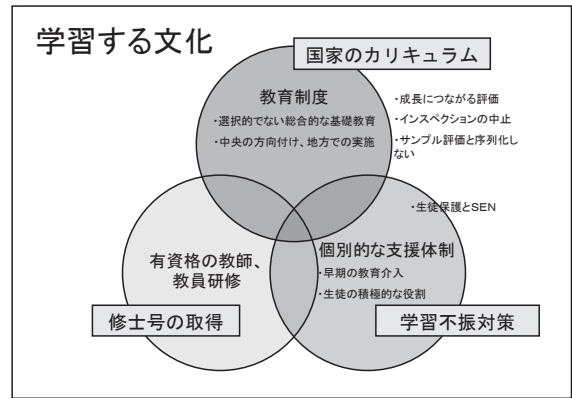 学習する文化
国家のカリキュラム
教育制度
・選択的でない総合的な基礎教育
・中央の方向付け、地方での実施
・成長につながる評価
・インスペクションの中止
・サンプル評価と序列化し
ない
・生徒保護とSEN
有資格の教師、
教員研修
個別的な支援体制
・早期の教育介入
・生徒の積極的な役割
修士号の取得
学習不振対策